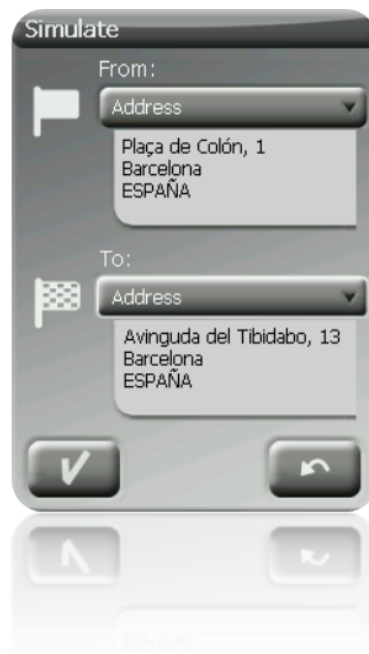 Simulate
From:
Address
Plaça de Colón, 1
Barcelona
ESPAÑA
To:
Address
Avinguda del Tibidabo, 13
Barcelona
ESPAÑA